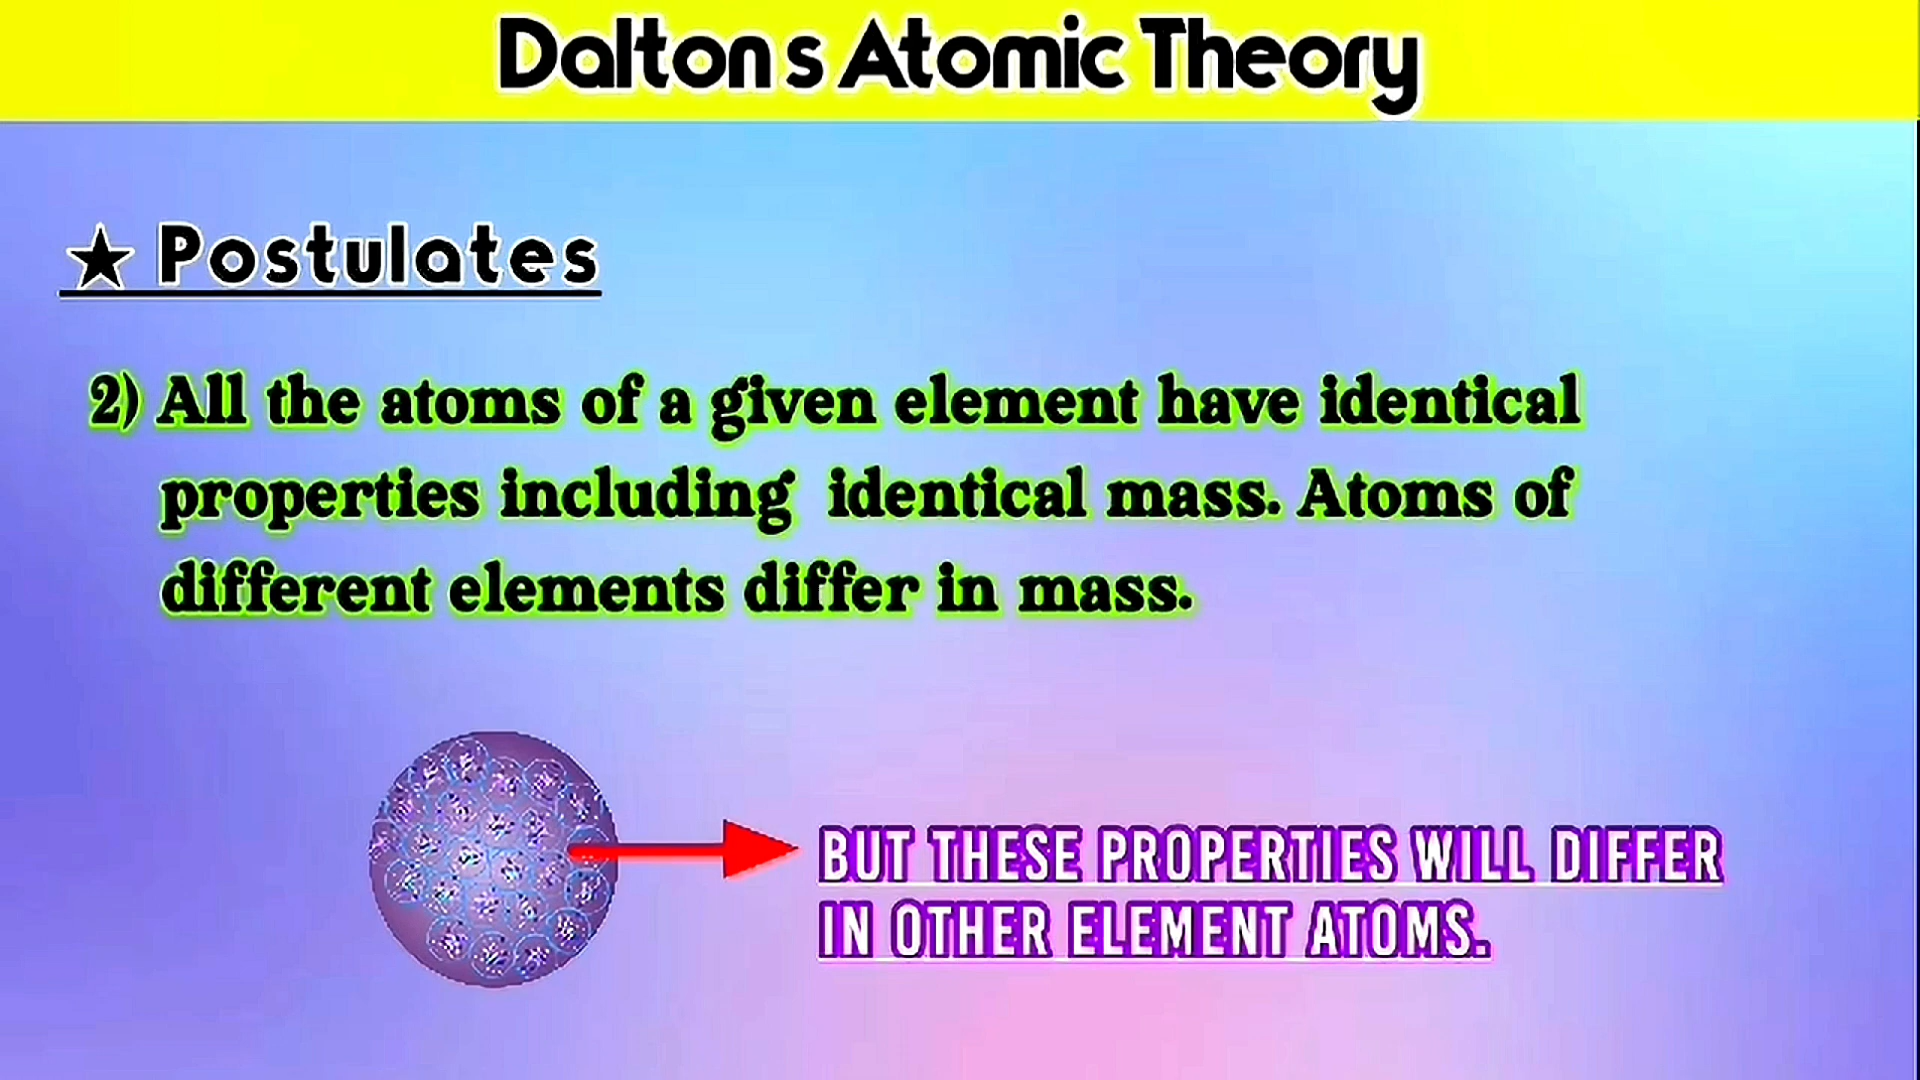 Dalton s Atomic Theory
★ Postulates
2) All the atoms of a given element have identical
properties including identical mass. Atoms of
different elements differ in mass.
BUT THESE PROPERTIES WILL DIFFER
IN OTHER ELEMENT ATOMS.